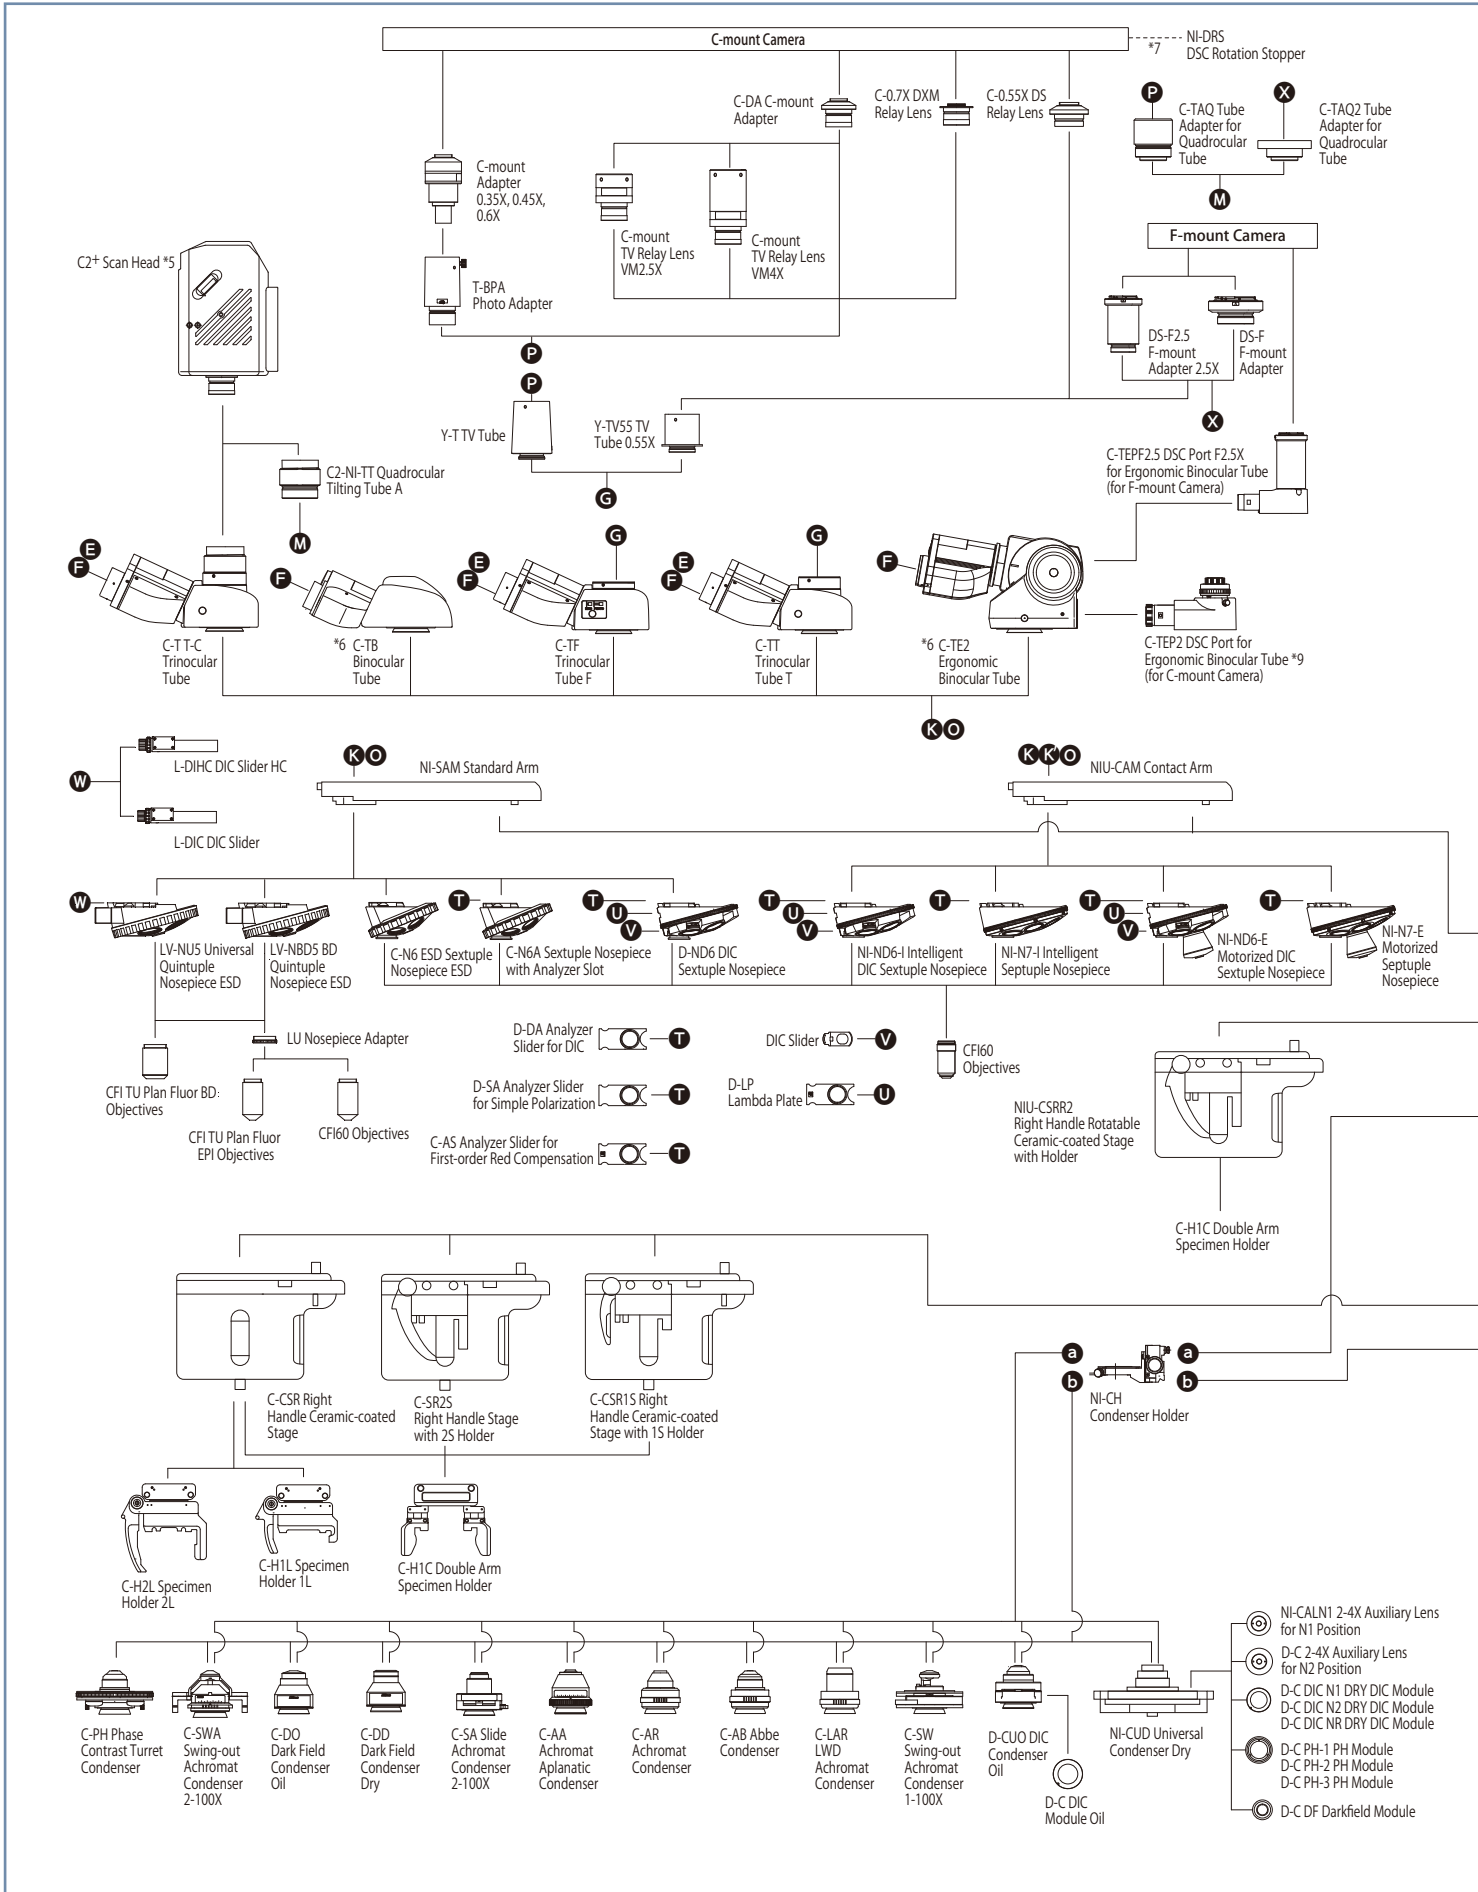 C-mount Camera
*7
NI-DRS
DSC Rotation Stopper
C-DA C-mount
Adapter
C-0.7X DXM
Relay Lens
C-0.55X DS
Relay Lens
P
X
C-TAQ Tube
Adapter for
Quadrocular
Tube
C-TAQ2 Tube
Adapter for
Quadrocular
Tube
M
C-mount
Adapter
0.35X, 0.45X,
0.6X
C-mount
TV Relay Lens
VM2.5X
C-mount
TV Relay Lens
VM4X
F-mount Camera
C2+ Scan Head *5
T-BPA
Photo Adapter
DS-F2.5
F-mount
Adapter 2.5X
DS-F
F-mount
Adapter
P
P
X
Y-T TV Tube
Y-TV55 TV
Tube 0.55X
C2-NI-TT Quadrocular
Tilting Tube A
C-TEPF2.5 DSC Port F2.5X
for Ergonomic Binocular Tube
(for F-mount Camera)
G
M
E
F
F
E
F
G
E
F
G
F
C-T T-C
Trinocular
Tube
*6 C-TB
Binocular
Tube
C-TF
Trinocular
Tube F
C-TT
Trinocular
Tube T
*6 C-TE2
Ergonomic
Binocular Tube
C-TEP2 DSC Port for
Ergonomic Binocular Tube *9
(for C-mount Camera)
K O
W
L-DIHC DIC Slider HC
L-DIC DIC Slider
K O
NI-SAM Standard Arm
K K O
NIU-CAM Contact Arm
W
T
T
U
V
T
U
V
T
T
U
V
T
LV-NU5 Universal
Quintuple
Nosepiece ESD
LV-NBD5 BD
Quintuple
Nosepiece ESD
C-N6 ESD Sextuple
Nosepiece ESD
C-N6A Sextuple Nosepiece
with Analyzer Slot
D-ND6 DIC
Sextuple Nosepiece
NI-ND6-I Intelligent
DIC Sextuple Nosepiece
NI-N7-I Intelligent
Septuple Nosepiece
NI-ND6-E
Motorized DIC
Sextuple Nosepiece
NI-N7-E
Motorized
Septuple
Nosepiece
LU Nosepiece Adapter
CFI TU Plan Fluor BD:
Objectives
CFI TU Plan Fluor
EPI Objectives
CFI60 Objectives
D-DA Analyzer
Slider for DIC
T
D-SA Analyzer Slider
for Simple Polarization
T
C-AS Analyzer Slider for
First-order Red Compensation
T
DIC Slider
V
D-LP
Lambda Plate
U
CFI60
Objectives
NIU-CSRR2
Right Handle Rotatable
Ceramic-coated Stage
with Holder
C-H1C Double Arm
Specimen Holder
C-CSR Right
Handle Ceramic-coated
Stage
C-SR2S
Right Handle Stage
with 2S Holder
C-CSR1S Right
Handle Ceramic-coated
Stage with 1S Holder
a
b
a
b
NI-CH
Condenser Holder
C-H2L Specimen
Holder 2L
C-H1L Specimen
Holder 1L
C-H1C Double Arm
Specimen Holder
C-PH Phase
Contrast Turret
Condenser
C-SWA
Swing-out
Achromat
Condenser
2-100X
C-DO
Dark Field
Condenser
Oil
C-DD
Dark Field
Condenser
Dry
C-SA Slide
Achromat
Condenser
2-100X
C-AA
Achromat
Aplanatic
Condenser
C-AR
Achromat
Condenser
C-AB Abbe
Condenser
C-LAR
LWD
Achromat
Condenser
C-SW
Swing-out
Achromat
Condenser
1-100X
D-CUO DIC
Condenser
Oil
D-C DIC
Module Oil
NI-CUD Universal
Condenser Dry
NI-CALN1 2-4X Auxiliary Lens
for N1 Position
D-C 2-4X Auxiliary Lens
for N2 Position
D-C DIC N1 DRY DIC Module
D-C DIC N2 DRY DIC Module
D-C DIC NR DRY DIC Module
D-C PH-1 PH Module
D-C PH-2 PH Module
D-C PH-3 PH Module
D-C DF Darkfield Module